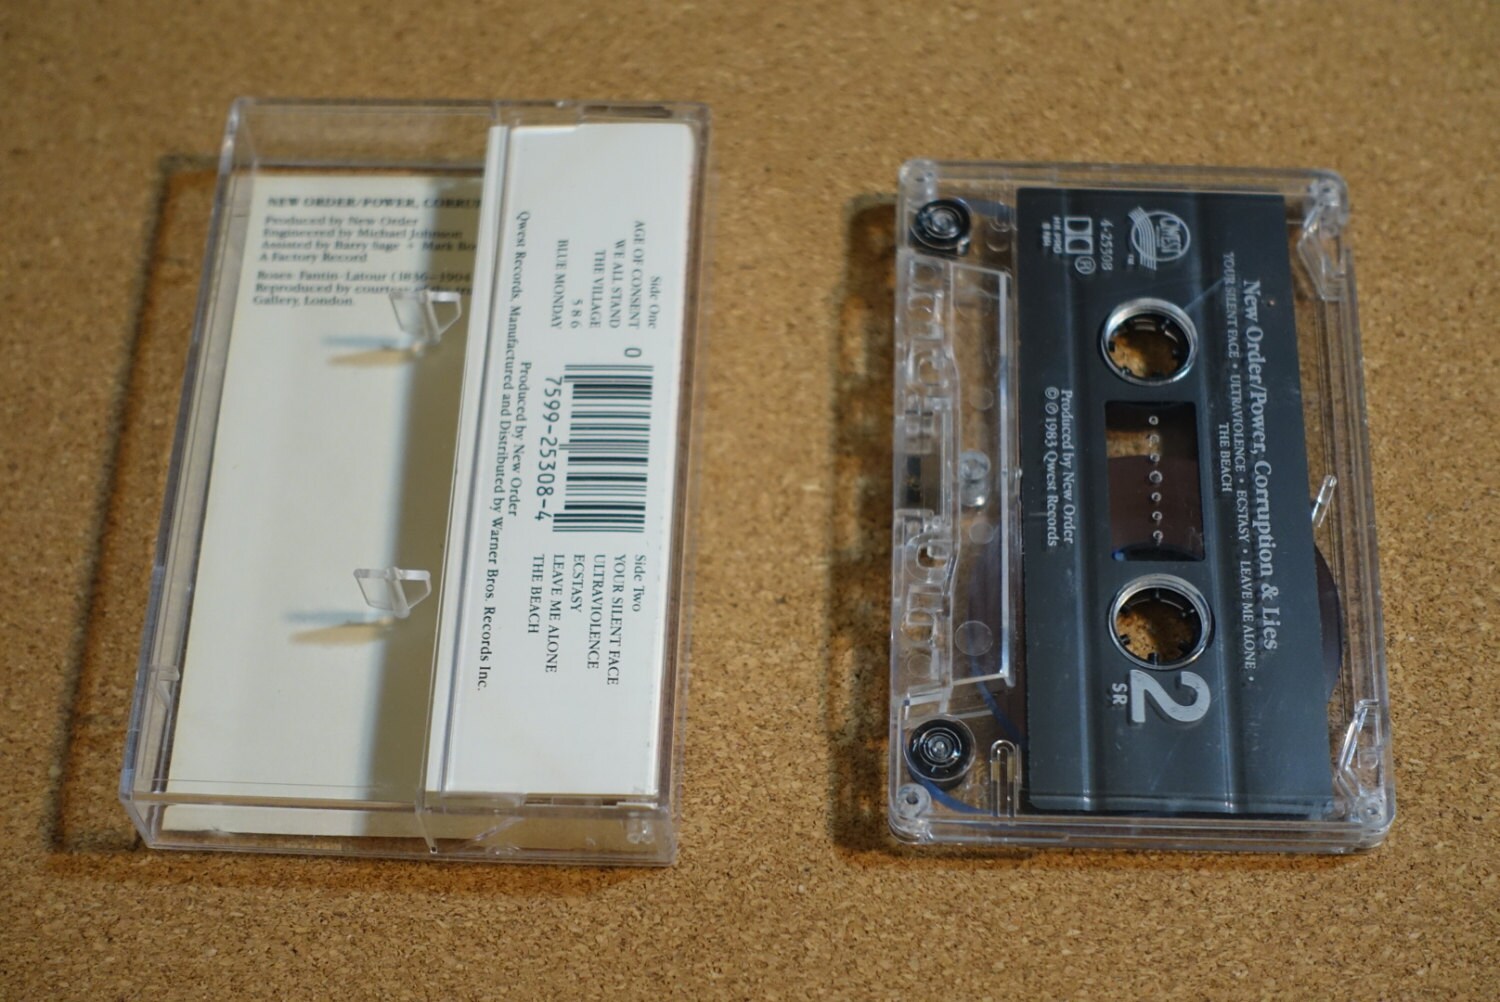 NEW ORDER/POWER, CORRUP
Produced by New Order
Engineered by Michael Johnson
Assisted by Barry Sage • Mark
A Factory Record
Roses: Fantin-Latour (1836–1904
Reproduced by courtesy of the
Gallery, London.
Side One
AGE OF CONSENT
WE ALL STAND
THE VILLAGE
5 8 6
BLUE MONDAY
0
7599-25308-4
Side Two
YOUR SILENT FACE
ULTRAVIOLENCE
ECSTASY
LEAVE ME ALONE
THE BEACH
Produced by New Order
Qwest Records, Manufactured and Distributed by Warner Bros. Records Inc.
New Order/Power, Corruption & Lies
YOUR SILENT FACE • ULTRAVIOLENCE • ECSTASY • LEAVE ME ALONE •
THE BEACH
QWEST
4-25308
2
SR
Produced by New Order
©℗1983 Qwest Records